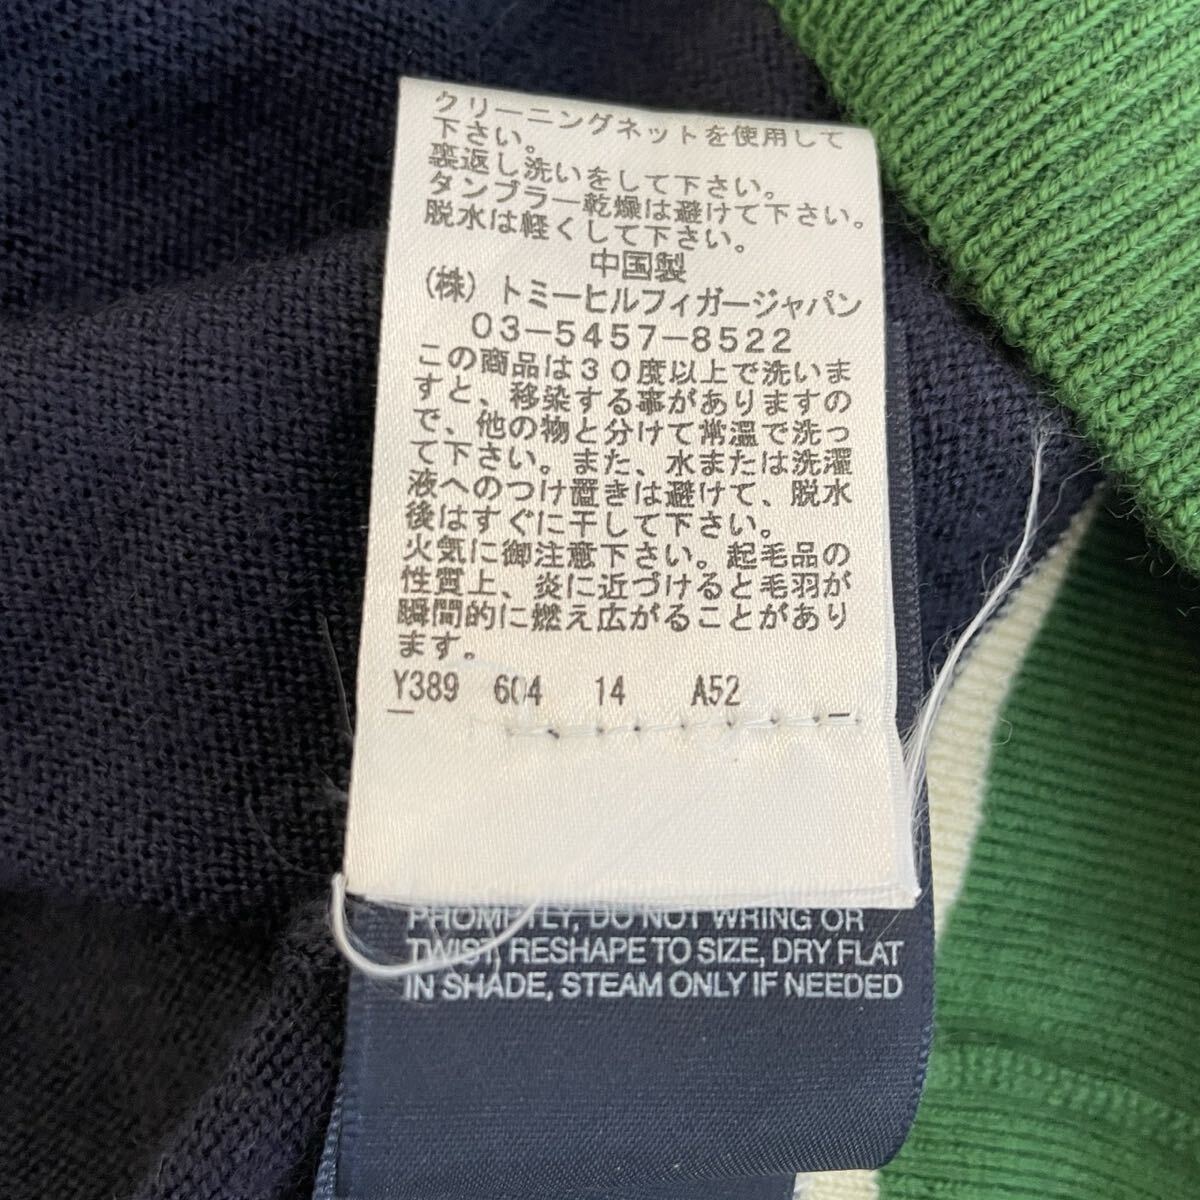 クリーニングネットを使用して
下さい。
裏返し洗いをして下さい。
タンブラー乾燥は避けて下さい。
脱水は軽くして下さい。
中国製
(株) トミーヒルフィガージャパン
03-5457-8522
この商品は30度以上で洗いま
すと、移染する事がありますの
で、他の物と分けて常温で洗っ
て下さい。また、水または洗濯
液へのつけ置きは避けて、脱水
後はすぐに干して下さい。
火気に御注意下さい。起毛品の
性質上、炎に近づけると毛羽が
瞬間的に燃え広がることがあり
ます。
Y389 604 14 A52
PROMPTLY, DO NOT WRING OR
TWIST, RESHAPE TO SIZE, DRY FLAT
IN SHADE, STEAM ONLY IF NEEDED